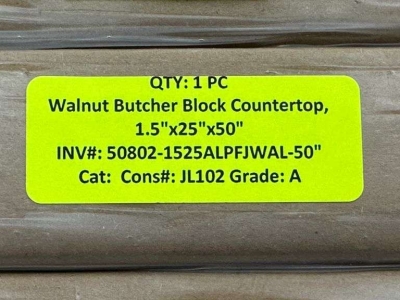 QTY: 1 PC
Walnut Butcher Block Countertop,
1.5"x25"x50"
INV#: 50802-1525ALPFJWAL-50"
Cat: Cons#: JL102 Grade: A